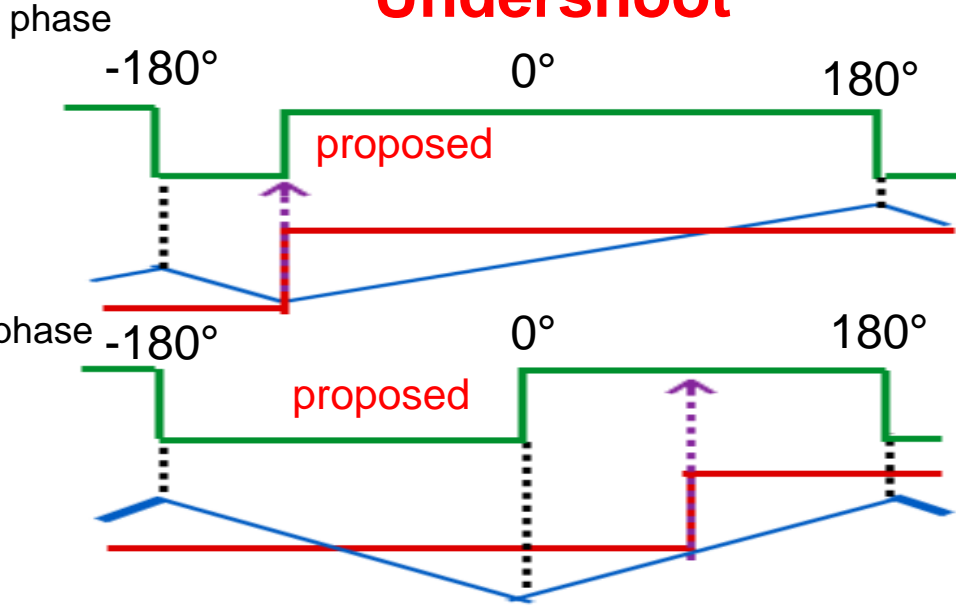 Undershoot
phase
-180° 0° 180°
proposed
phase -180° 0° 180°
proposed